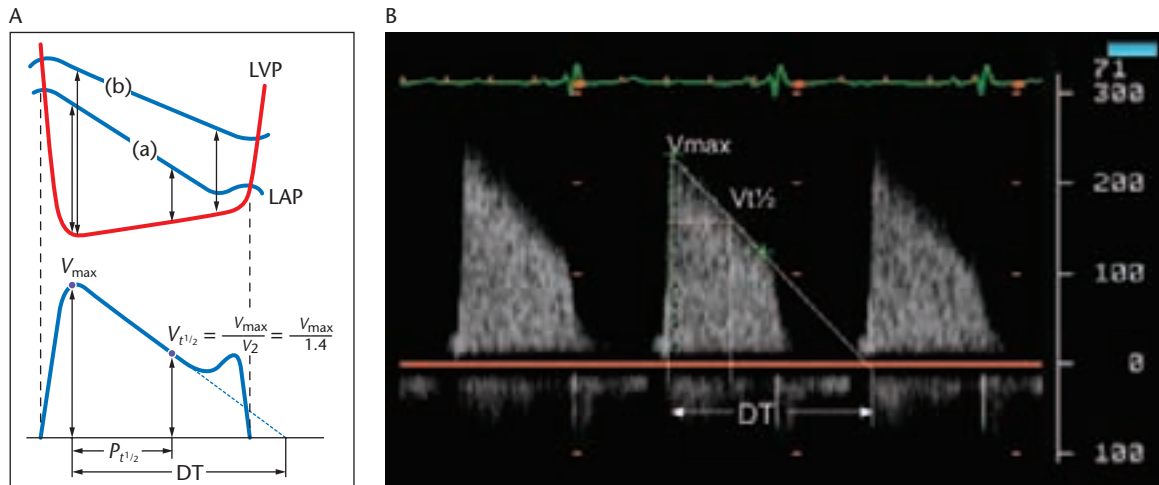 A
(b)
LVP
(a)
LAP
Vmax
Vt1/2 = Vmax/V2 = Vmax/1.4
Pt1/2
DT
B
71
300
Vmax
200
Vt½
100
0
DT
100